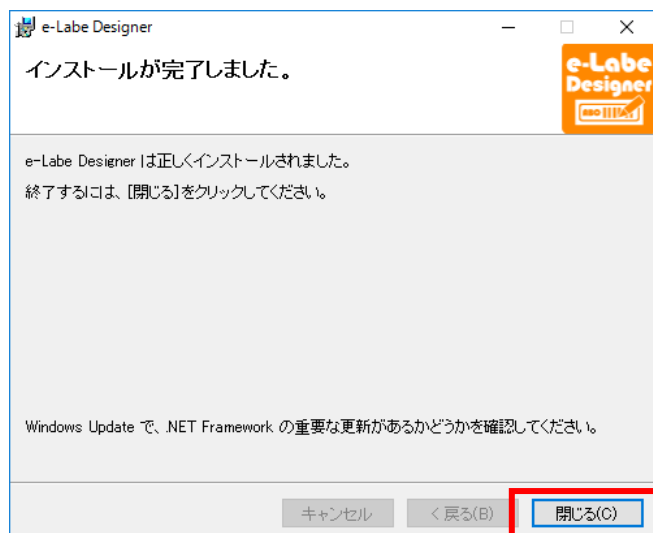 e-Labe Designer
インストールが完了しました。
e-Labe
Designer
ABC
e-Labe Designer は正しくインストールされました。
終了するには、[閉じる]をクリックしてください。
Windows Update で、.NET Framework の重要な更新があるかどうかを確認してください。
キャンセル
< 戻る(B)
閉じる(C)